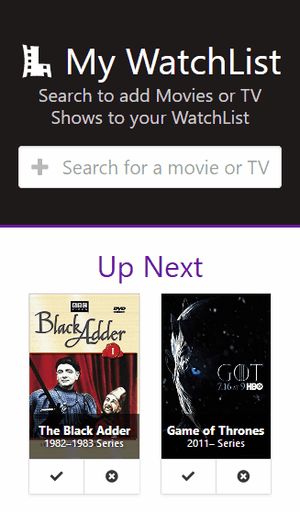 My WatchList
Search to add Movies or TV
Shows to your WatchList
Search for a movie or TV
Up Next
BBC
DVD
Black Adder
I
The Black Adder
1982–1983 Series
GOT
7.16 AT 9 HBO
Game of Thrones
2011– Series